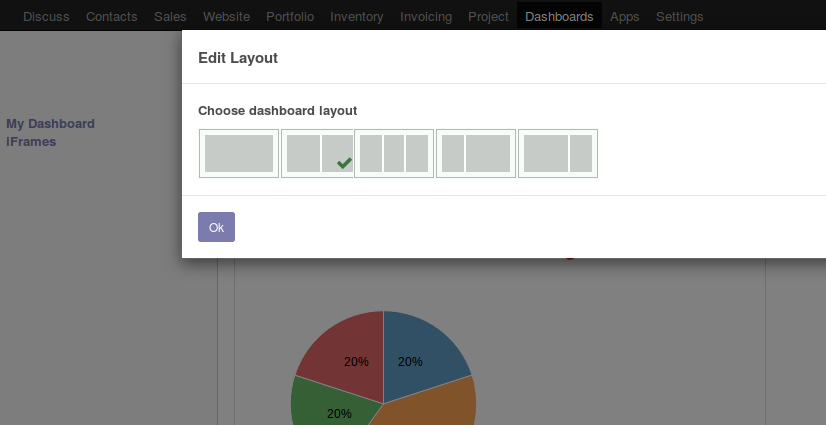 Discuss Contacts Sales Website Portfolio Inventory Invoicing Project Dashboards Apps Settings
Edit Layout
Choose dashboard layout
My Dashboard
iFrames
Ok
20% 20%
20%